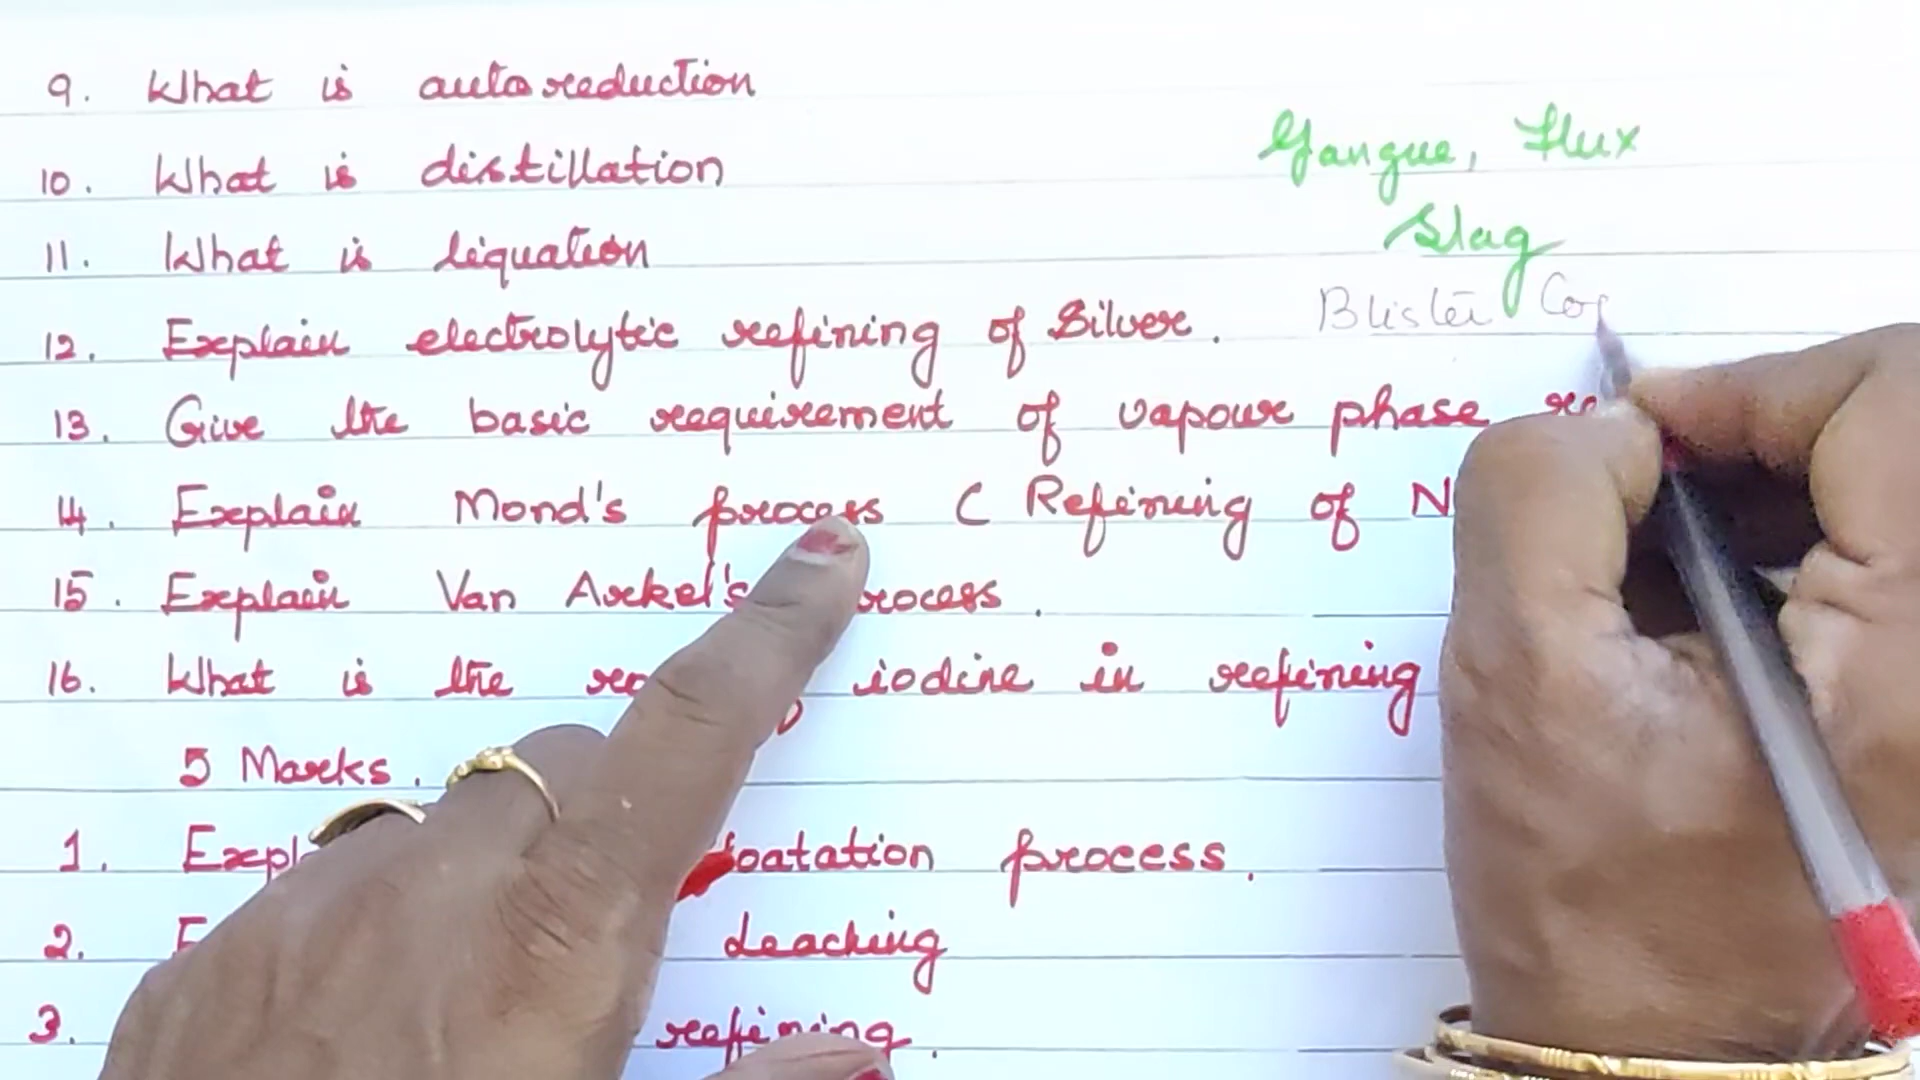 9. What is auto reduction
10. What is distillation
11. What is liquation
12. Explain electrolytic refining of Silver.
13. Give the basic requirement of vapour phase
14. Explain Mond's process ( Refining of N
15. Explain Van Arkel's
16. What is the iodine in refining
5 Marks.
1. process.
2. Leaching
3. refining.
Gangue, Flux
Slag
Blister Cop